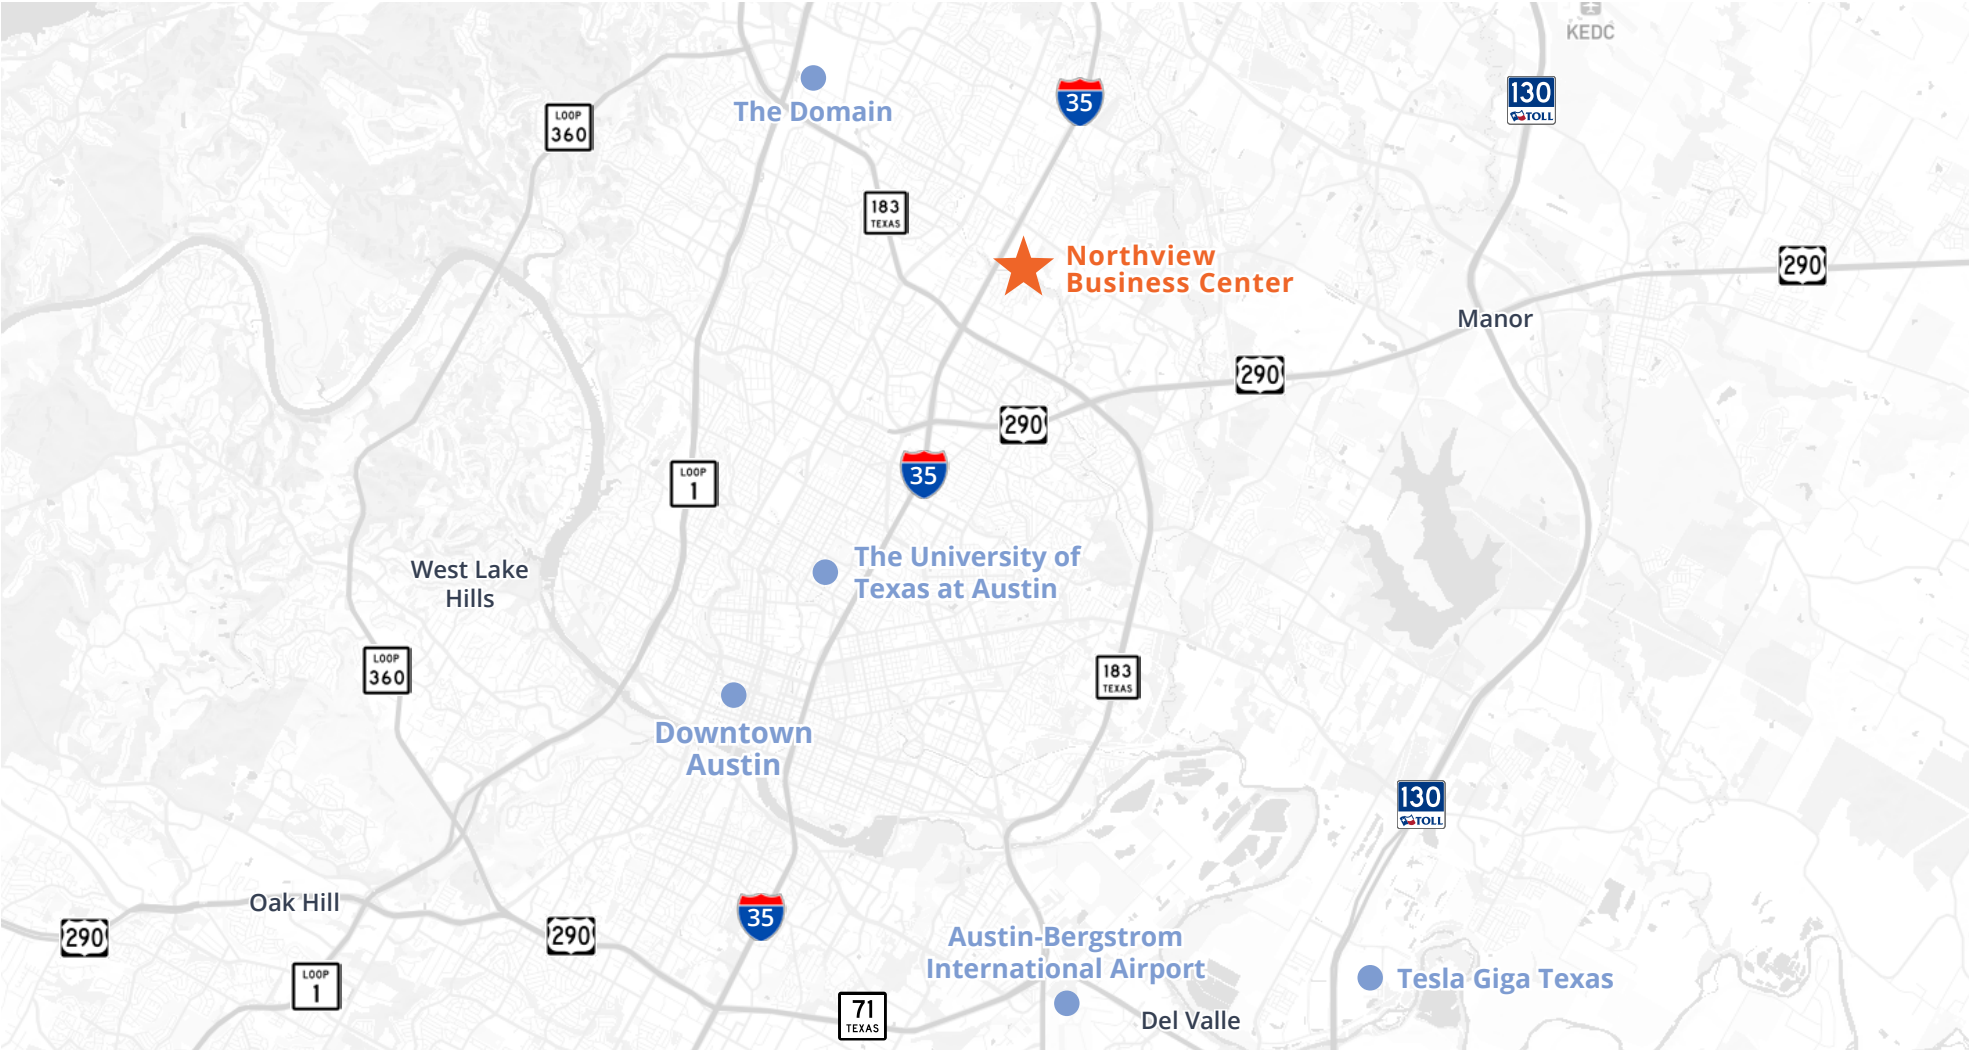 KEDC
130
TOLL
35
The Domain
LOOP
360
183
TEXAS
Northview
Business Center
290
Manor
290
290
35
LOOP
1
The University of
Texas at Austin
West Lake
Hills
LOOP
360
183
TEXAS
Downtown
Austin
130
TOLL
Oak Hill
35
290
290
Austin-Bergstrom
International Airport
Tesla Giga Texas
LOOP
1
71
TEXAS
Del Valle